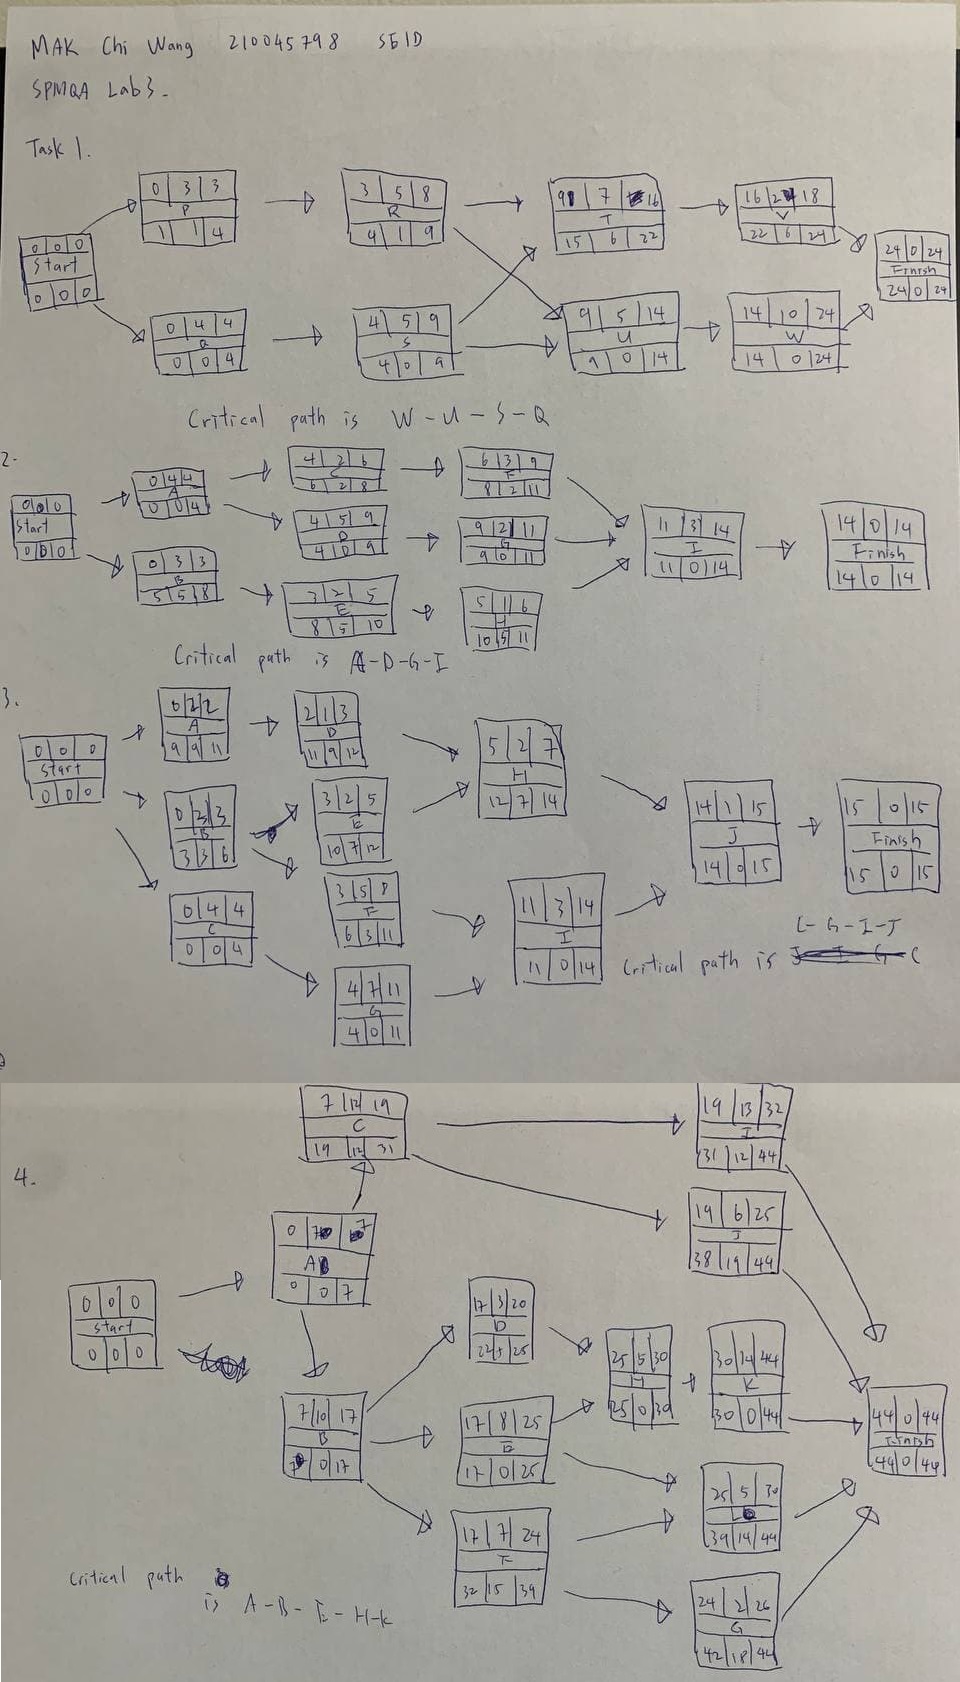 MAK Chi Wang 210045798 SE1D
SPMQA Lab3.
Task 1.
0 3 3
P
1 1 4
3 5 8
R
4 1 9
9 7 16
T
15 6 22
16 2 18
V
22 6 24
0 0 0
Start
0 0 0
24 0 24
Finish
24 0 24
0 4 4
Q
0 0 4
4 5 9
S
4 0 9
9 5 14
U
9 0 14
14 10 24
W
14 0 24
Critical path is W-U-S-Q
2.
0 0 0
Start
0 0 0
0 4 4
A
0 0 4
4 2 6
C
6 2 8
6 3 9
F
8 2 11
4 5 9
D
4 0 9
9 2 11
G
9 0 11
11 3 14
I
11 0 14
14 0 14
Finish
14 0 14
0 3 3
B
5 5 8
3 2 5
E
8 5 10
5 1 6
H
10 5 11
Critical path is A-D-G-I
3.
0 0 0
Start
0 0 0
0 2 2
A
9 9 11
2 1 3
D
11 9 12
5 2 7
H
12 7 14
0 3 3
B
3 3 6
3 2 5
E
10 7 12
14 1 15
J
14 0 15
15 0 15
Finish
15 0 15
0 4 4
C
0 0 4
3 5 8
F
6 3 11
11 3 14
I
11 0 14
4 7 11
G
4 0 11
C-G-I-J
Critical path is J I G C
4.
7 12 19
C
19 12 31
19 13 32
I
31 12 44
0 7 7
A
0 0 7
19 6 25
J
38 19 44
0 0 0
Start
0 0 0
17 3 20
D
22 5 25
25 5 30
H
25 0 30
30 14 44
K
30 0 44
7 10 17
B
7 0 17
17 8 25
E
17 0 25
44 0 44
Finish
44 0 44
25 5 30
39 14 44
17 7 24
F
32 15 39
24 2 26
G
42 18 44
Critical path
is A-B-E-H-K